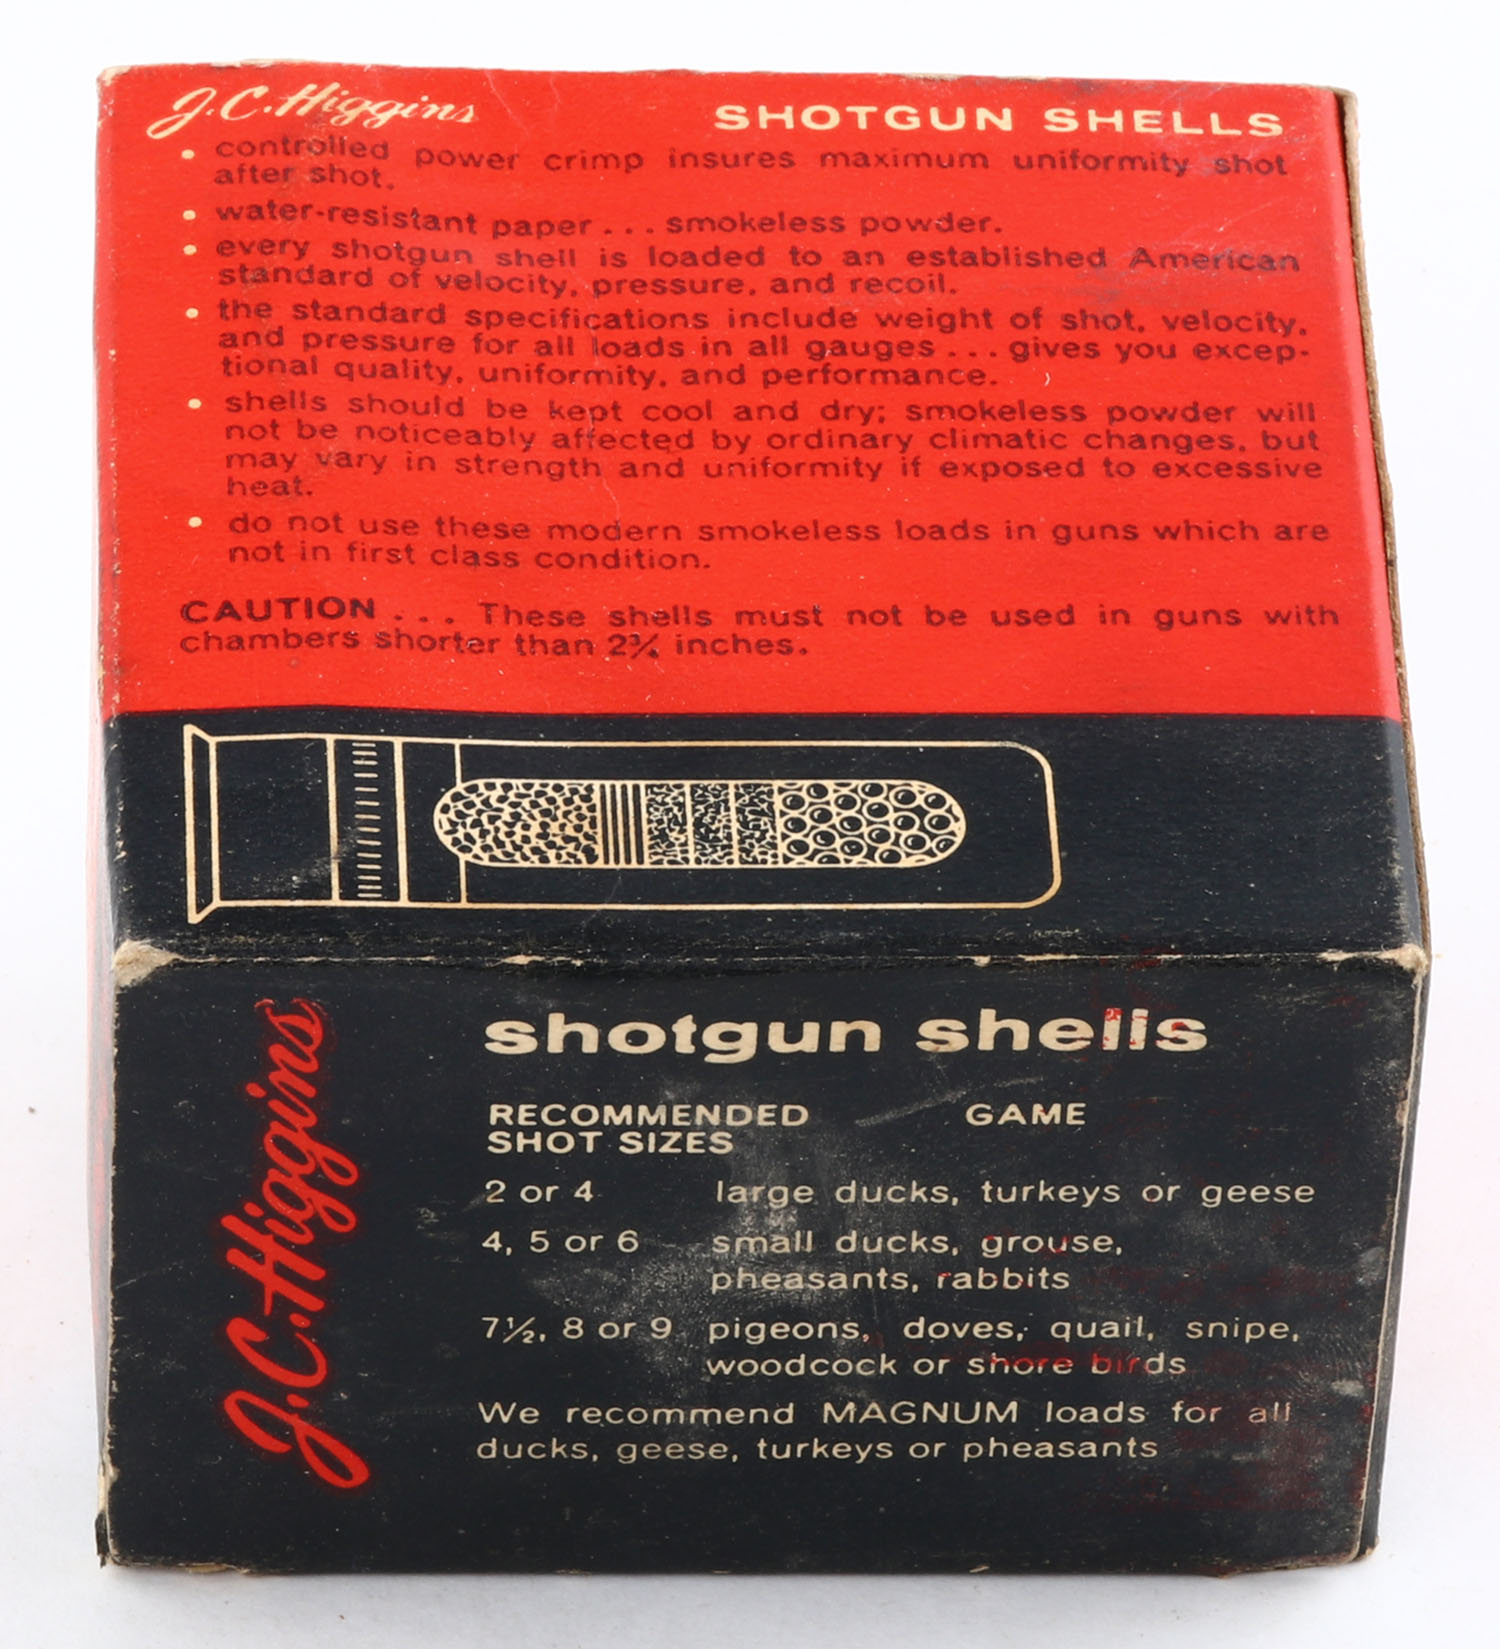 J.C. Higgins SHOTGUN SHELLS
• controlled power crimp insures maximum uniformity shot
after shot.
• water-resistant paper . . . smokeless powder.
• every shotgun shell is loaded to an established American
standard of velocity, pressure, and recoil.
• the standard specifications include weight of shot, velocity,
and pressure for all loads in all gauges . . . gives you excep-
tional quality, uniformity, and performance.
• shells should be kept cool and dry; smokeless powder will
not be noticeably affected by ordinary climatic changes, but
may vary in strength and uniformity if exposed to excessive
heat.
• do not use these modern smokeless loads in guns which are
not in first class condition.
CAUTION . . . These shells must not be used in guns with
chambers shorter than 2¾ inches.
J.C. Higgins
shotgun shells
RECOMMENDED GAME
SHOT SIZES
2 or 4 large ducks, turkeys or geese
4, 5 or 6 small ducks, grouse,
pheasants, rabbits
7½, 8 or 9 pigeons, doves, quail, snipe,
woodcock or shore birds
We recommend MAGNUM loads for all
ducks, geese, turkeys or pheasants